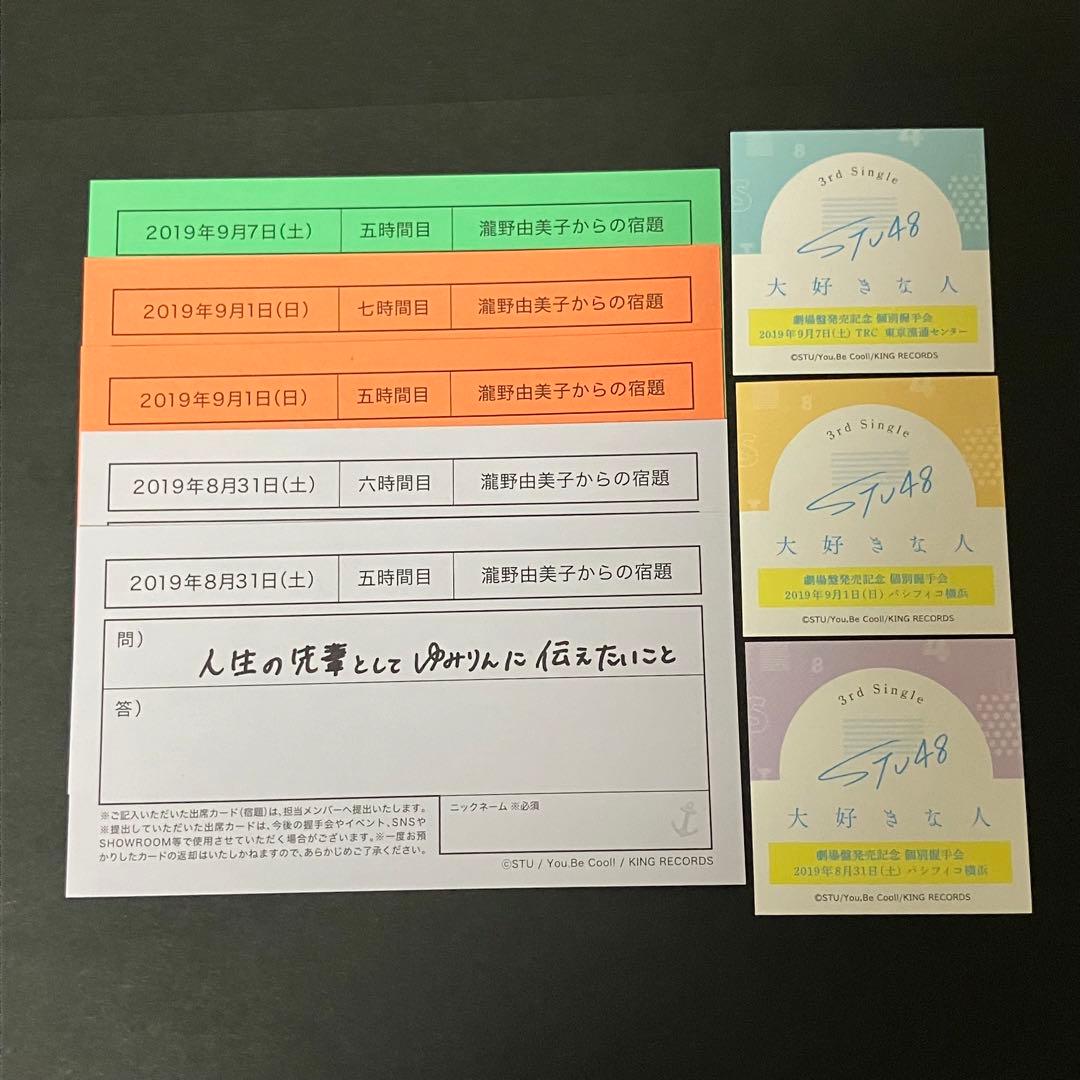 2019年9月7日(土) 五時間目 瀧野由美子からの宿題
2019年9月1日(日) 七時間目 瀧野由美子からの宿題
2019年9月1日(日) 五時間目 瀧野由美子からの宿題
2019年8月31日(土) 六時間目 瀧野由美子からの宿題
2019年8月31日(土) 五時間目 瀧野由美子からの宿題
問)
人生の先輩として ゆみりんに 伝えたいこと
答)
※ご記入いただいた出席カード(宿題)は、担当メンバーへ提出いたします。
※提出していただいた出席カードは、今後の握手会やイベント、SNSや
SHOWROOM等で使用させていただく場合がございます。※一度お預
かりしたカードの返却はいたしかねますので、あらかじめご了承ください。
ニックネーム ※必須
©STU / You, Be Cool! / KING RECORDS
3rd Single
STU48
大好きな人
劇場盤発売記念 個別握手会
2019年9月7日(土) TRC 東京流通センター
©STU/You, Be Cool!/KING RECORDS
3rd Single
STU48
大好きな人
劇場盤発売記念 個別握手会
2019年9月1日(日) パシフィコ横浜
©STU/You, Be Cool!/KING RECORDS
3rd Single
STU48
大好きな人
劇場盤発売記念 個別握手会
2019年8月31日(土) パシフィコ横浜
©STU/You, Be Cool!/KING RECORDS